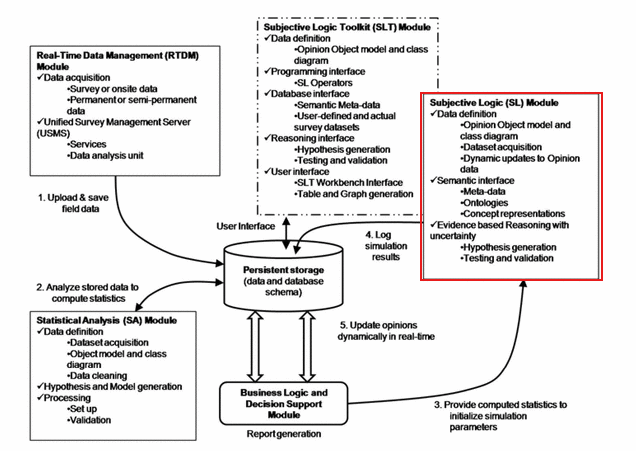 Real-Time Data Management (RTDM)
Module
✓Data acquisition
•Survey or onsite data
•Permanent or semi-permanent
data
✓Unified Survey Management Server
(USMS)
•Services
•Data analysis unit
Subjective Logic Toolkit (SLT) Module
✓Data definition
•Opinion Object model and class
diagram
✓Programming interface
•SL Operators
✓Database interface
•Semantic Meta-data
•User-defined and actual
survey datasets
✓Reasoning interface
•Hypothesis generation
•Testing and validation
✓User interface
•SLT Workbench Interface
•Table and Graph generation
Subjective Logic (SL) Module
✓Data definition
•Opinion Object model and
class diagram
•Dataset acquisition
•Dynamic updates to Opinion
data
✓Semantic interface
•Meta-data
•Ontologies
•Concept representations
✓Evidence based Reasoning with
uncertainty
•Hypothesis generation
•Testing and validation
1. Upload & save
field data
User Interface
4. Log
simulation
results
Persistent storage
(data and database
schema)
2. Analyze stored data to
compute statistics
Statistical Analysis (SA) Module
✓Data definition
•Dataset acquisition
•Object model and class
diagram
•Data cleaning
✓Hypothesis and Model generation
✓Processing
•Set up
•Validation
5. Update opinions
dynamically in real-time
Business Logic and
Decision Support
Module
Report generation
3. Provide computed statistics to
initialize simulation
parameters